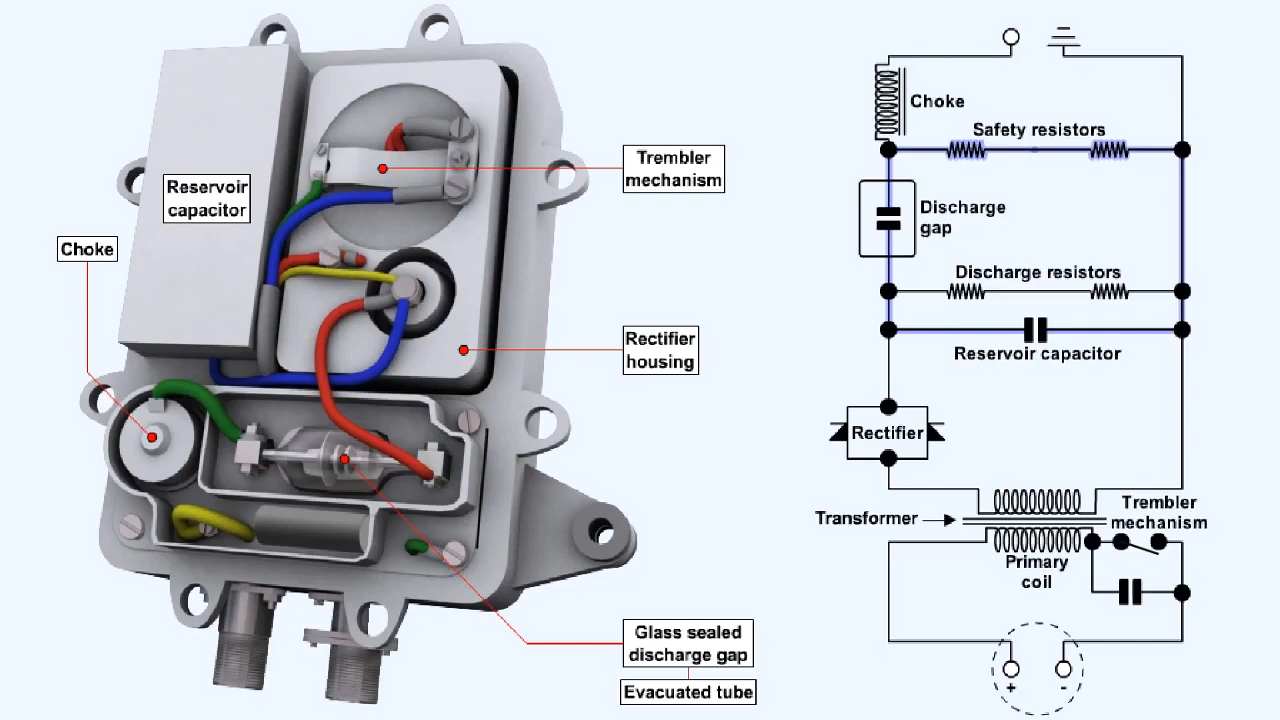 Reservoir
capacitor
Choke
Trembler
mechanism
Rectifier
housing
Glass sealed
discharge gap
Evacuated tube
Choke
Safety resistors
Discharge
gap
Discharge resistors
Reservoir capacitor
Rectifier
Transformer
Trembler
mechanism
Primary
coil
+ -